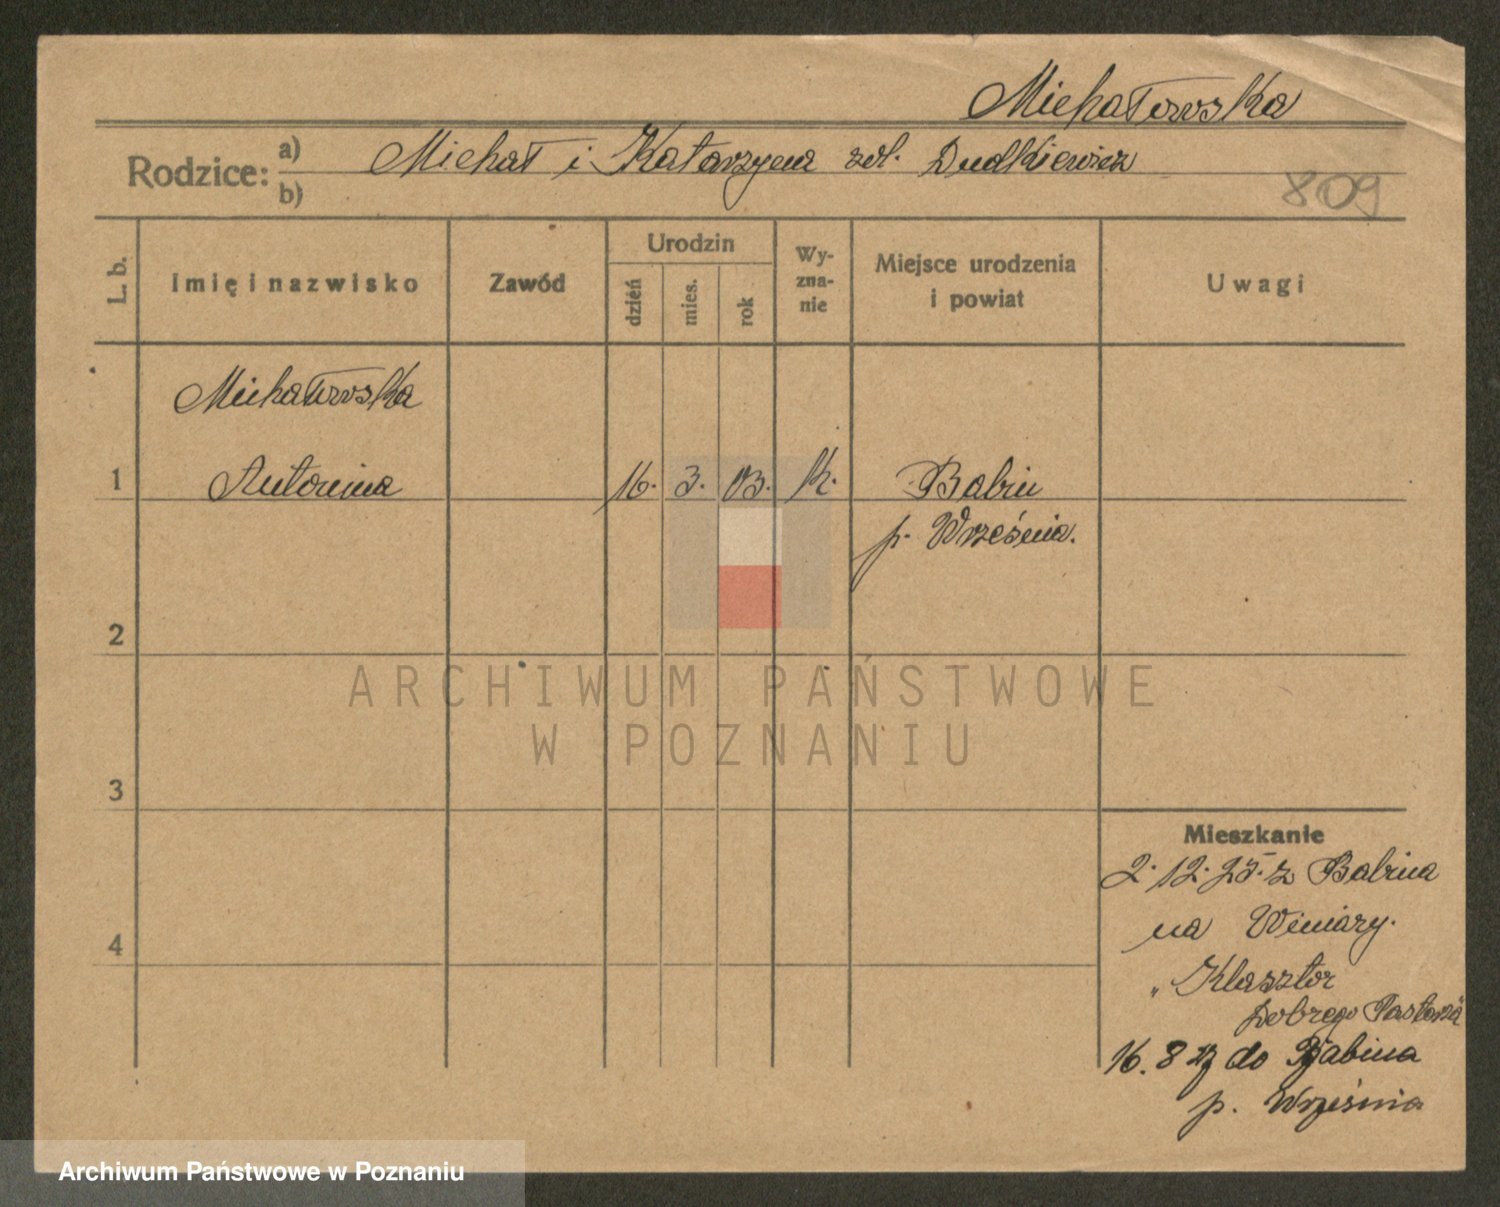 Michałowska
Rodzice: a) Michał i Katarzyna zd. Dudkiewicz
b)
809
L. b.
Imię i nazwisko
Zawód
Urodzin
dzień
mies.
rok
Wy-
zna-
nie
Miejsce urodzenia
i powiat
Uwagi
Michałowska
1 Antonina 16. 3. 03. k. Babin
p. Września.
2
3
4
Mieszkanie
2.12.25. z Babina
na Winiary.
„Klasztor
Dobrego Pasterza"
16. 8 do Babina
p. Września
ARCHIWUM PAŃSTWOWE
W POZNANIU
Archiwum Państwowe w Poznaniu